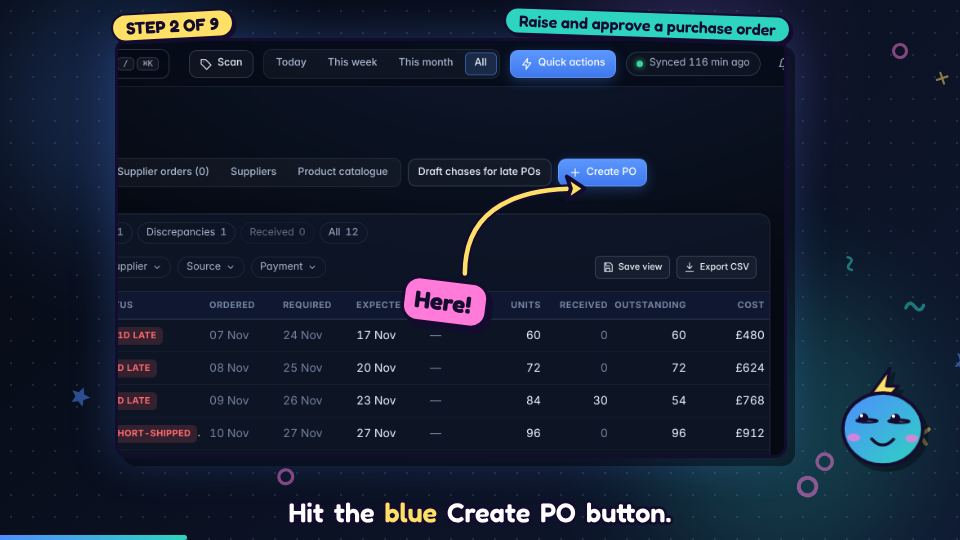 STEP 2 OF 9
Raise and approve a purchase order
/ ⌘K Scan Today This week This month All Quick actions Synced 116 min ago
Supplier orders (0) Suppliers Product catalogue Draft chases for late POs + Create PO
1 Discrepancies 1 Received 0 All 12
upplier Source Payment Save view Export CSV
Here!
TUS ORDERED REQUIRED EXPECTE UNITS RECEIVED OUTSTANDING COST
1D LATE 07 Nov 24 Nov 17 Nov — 60 0 60 £480
D LATE 08 Nov 25 Nov 20 Nov — 72 0 72 £624
D LATE 09 Nov 26 Nov 23 Nov — 84 30 54 £768
HORT-SHIPPED . 10 Nov 27 Nov 27 Nov — 96 0 96 £912
Hit the blue Create PO button.